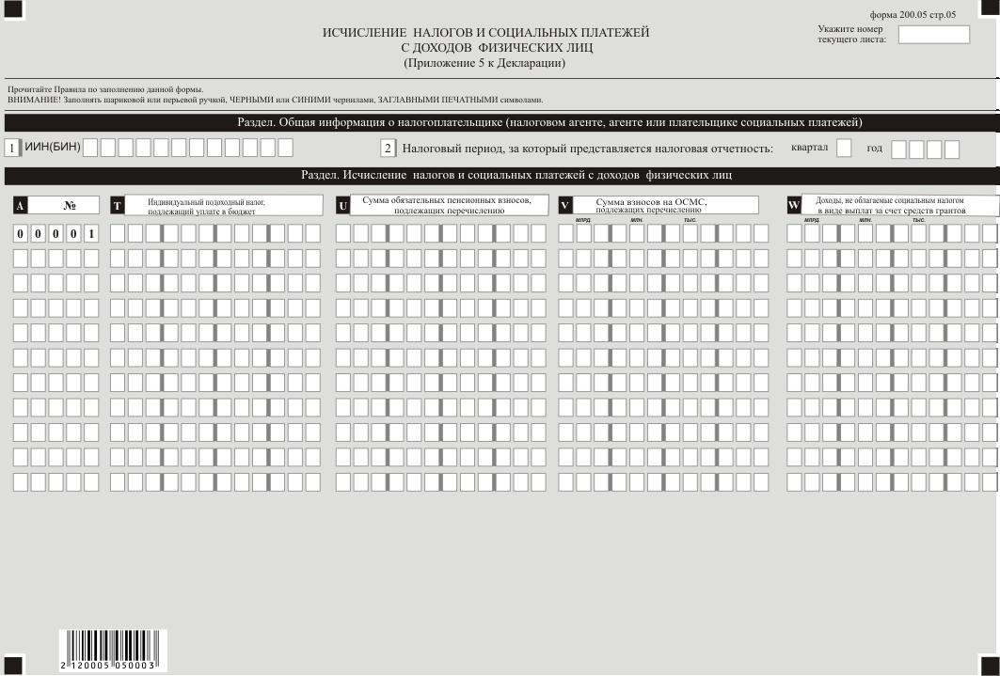 форма 200.05 стр.05
ИСЧИСЛЕНИЕ НАЛОГОВ И СОЦИАЛЬНЫХ ПЛАТЕЖЕЙ
С ДОХОДОВ ФИЗИЧЕСКИХ ЛИЦ
(Приложение 5 к Декларации)
Укажите номер
текущего листа:
Прочитайте Правила по заполнению данной формы.
ВНИМАНИЕ! Заполнять шариковой или перьевой ручкой, ЧЕРНЫМИ или СИНИМИ чернилами, ЗАГЛАВНЫМИ ПЕЧАТНЫМИ символами.
Раздел. Общая информация о налогоплательщике (налоговом агенте, агенте или плательщике социальных платежей)
1 ИИН(БИН)
2 Налоговый период, за который представляется налоговая отчетность: квартал год
Раздел. Исчисление налогов и социальных платежей с доходов физических лиц
A №
T Индивидуальный подоходный налог,
подлежащий уплате в бюджет
U Сумма обязательных пенсионных взносов,
подлежащих перечислению
V Сумма взносов на ОСМС,
подлежащих перечислению
W Доходы, не облагаемые социальным налогом
в виде выплат за счет средств грантов
МЛРД. МЛН. ТЫС. МЛРД. МЛН. ТЫС.
0 0 0 0 1
2 120005 050003